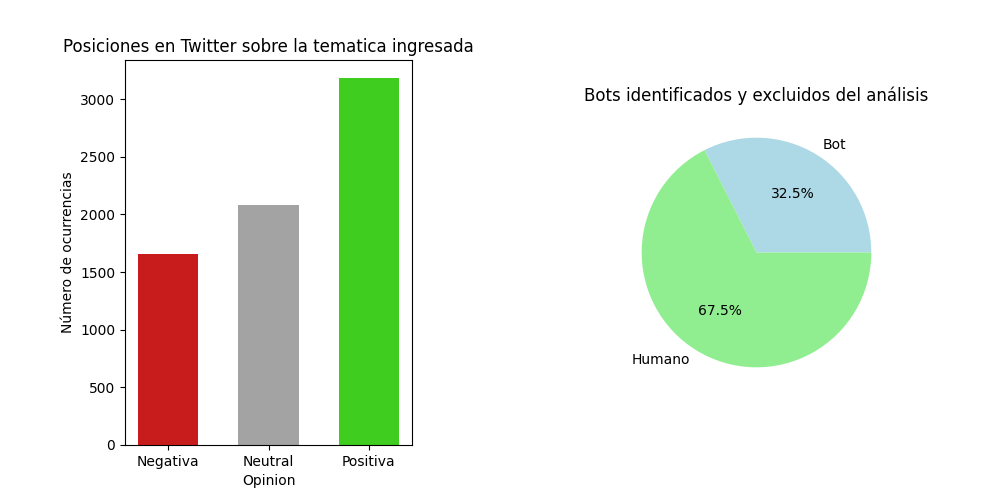 Posiciones en Twitter sobre la tematica ingresada
Número de ocurrencias
3000
2500
2000
1500
1000
500
0
Negativa
Neutral
Positiva
Opinion
Bots identificados y excluidos del análisis
Bot
32.5%
67.5%
Humano